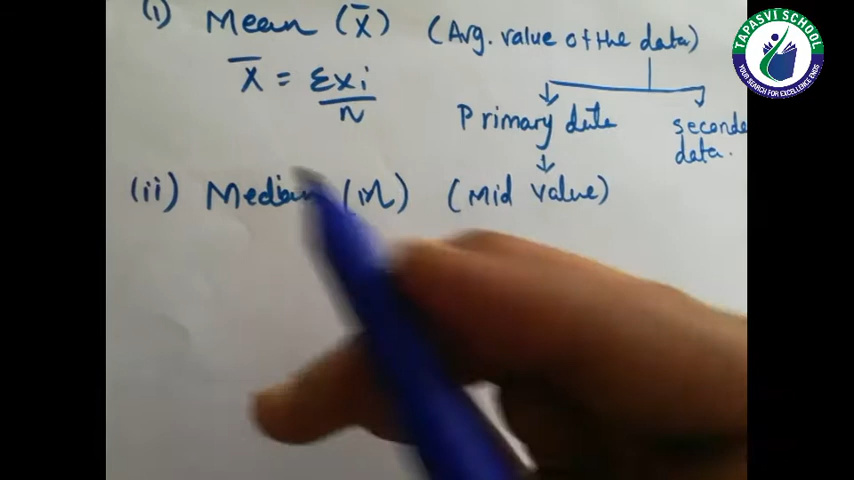 (i) Mean (x̄) (Avg. value of the data)
x̄ = Σxi / n
Primary data
data.
(ii) Median (M) (Mid value)
TAPASVI SCHOOL
YOUR SEARCH FOR EXCELLENCE ENDS